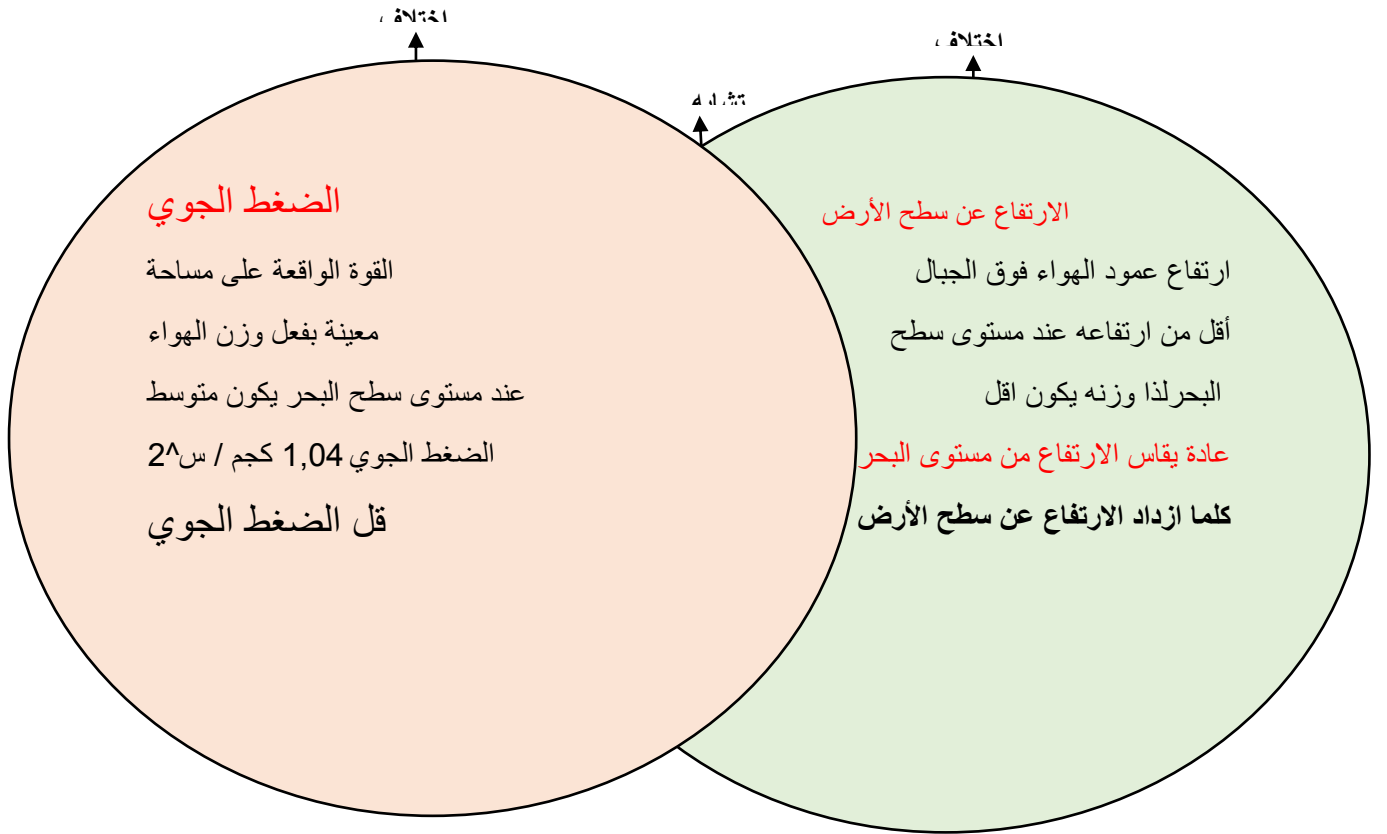 اختلاف
اختلاف
تشابه
الارتفاع عن سطح الأرض
ارتفاع عمود الهواء فوق الجبال
أقل من ارتفاعه عند مستوى سطح
البحرلذا وزنه يكون اقل
عادة يقاس الارتفاع من مستوى البحر
كلما ازداد الارتفاع عن سطح الأرض
الضغط الجوي
القوة الواقعة على مساحة
معينة بفعل وزن الهواء
عند مستوى سطح البحر يكون متوسط
الضغط الجوي 1,04 كجم / س^2
قل الضغط الجوي